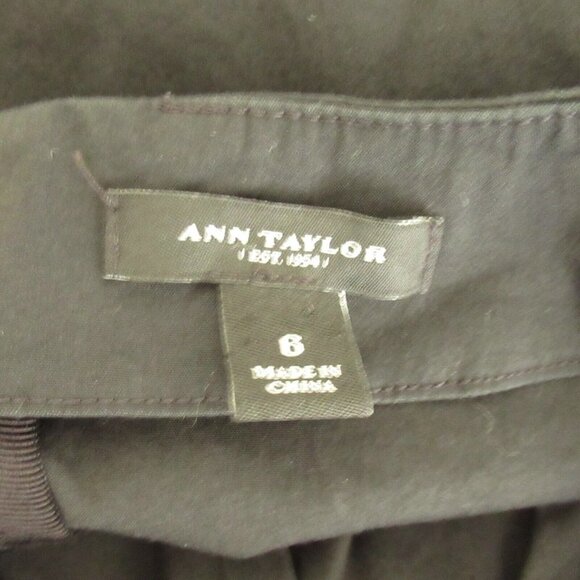 ANN TAYLOR
( EST. 1954 )
6
MADE IN
CHINA